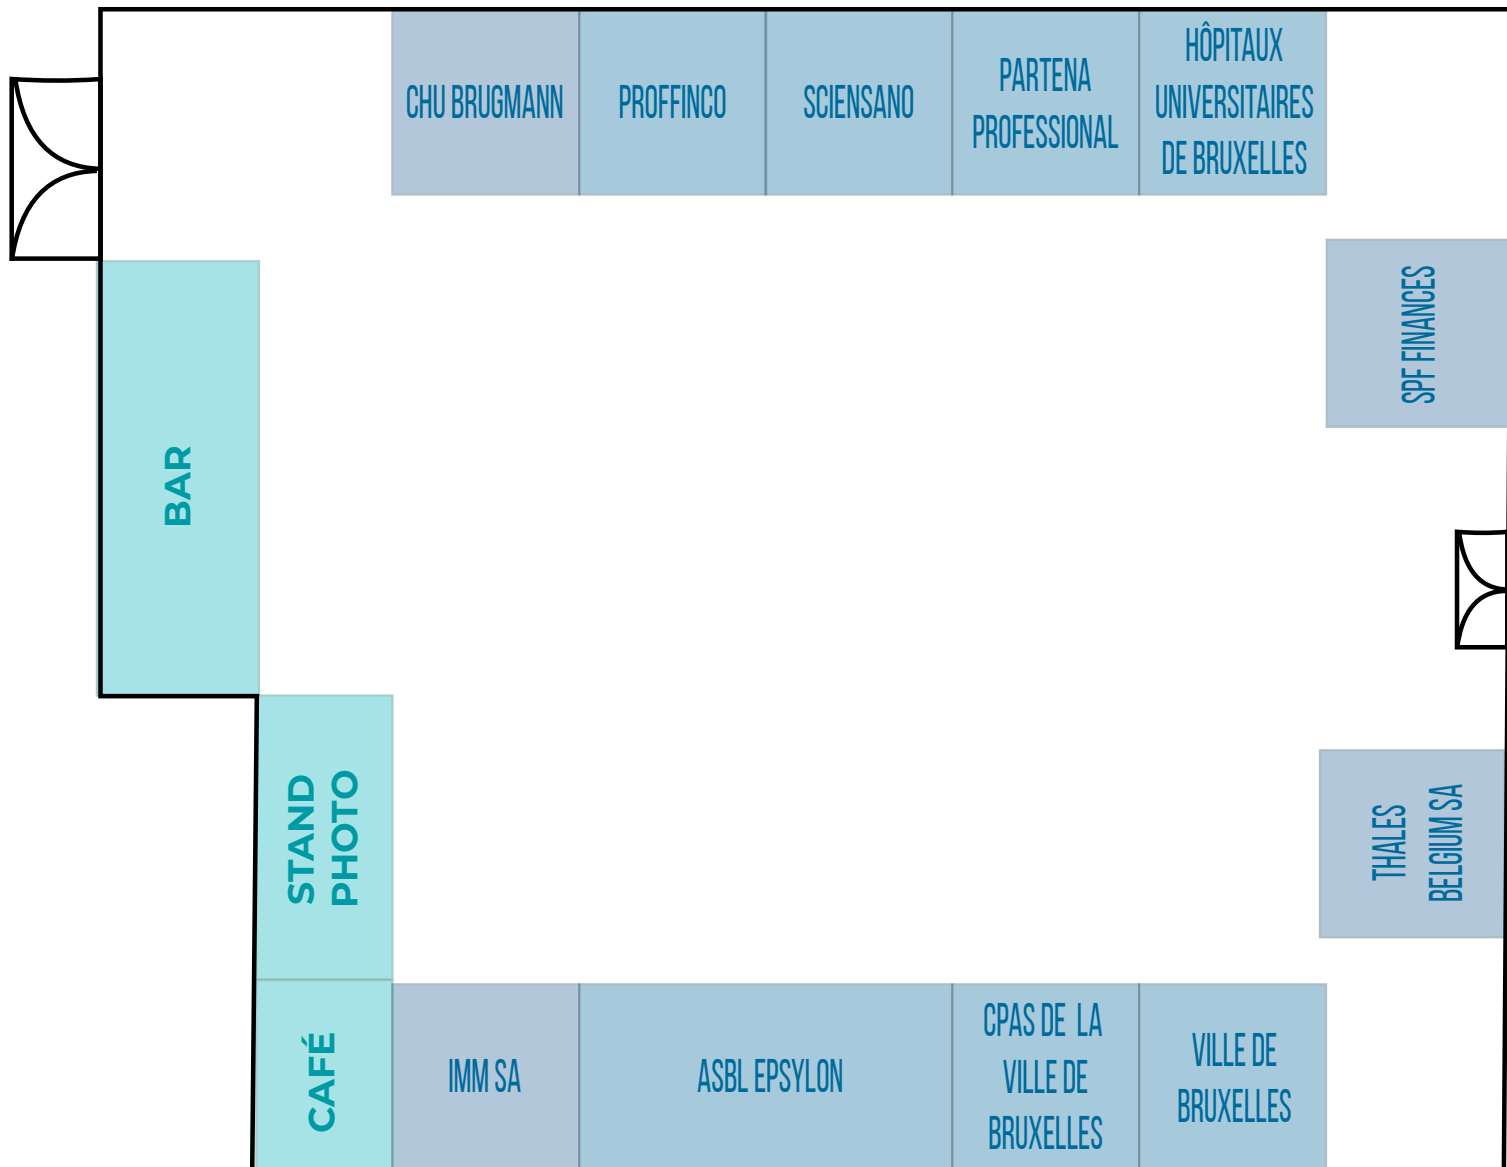 CHU BRUGMANN
PROFFINCO
SCIENSANO
PARTENA
PROFESSIONAL
HÔPITAUX
UNIVERSITAIRES
DE BRUXELLES
SPF FINANCES
BAR
STAND
PHOTO
THALES
BELGIUM SA
CAFÉ
IMM SA
ASBL EPSYLON
CPAS DE LA
VILLE DE
BRUXELLES
VILLE DE
BRUXELLES